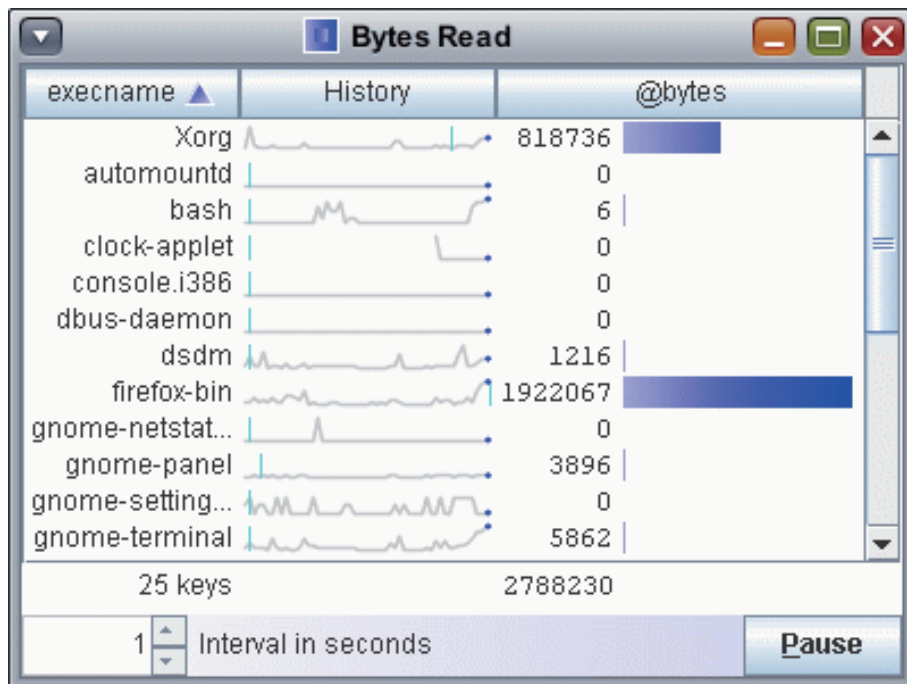 Bytes Read
execname History @bytes
Xorg 818736
automountd 0
bash 6
clock-applet 0
console.i386 0
dbus-daemon 0
dsdm 1216
firefox-bin 1922067
gnome-netstat... 0
gnome-panel 3896
gnome-setting... 0
gnome-terminal 5862
25 keys 2788230
1 Interval in seconds Pause